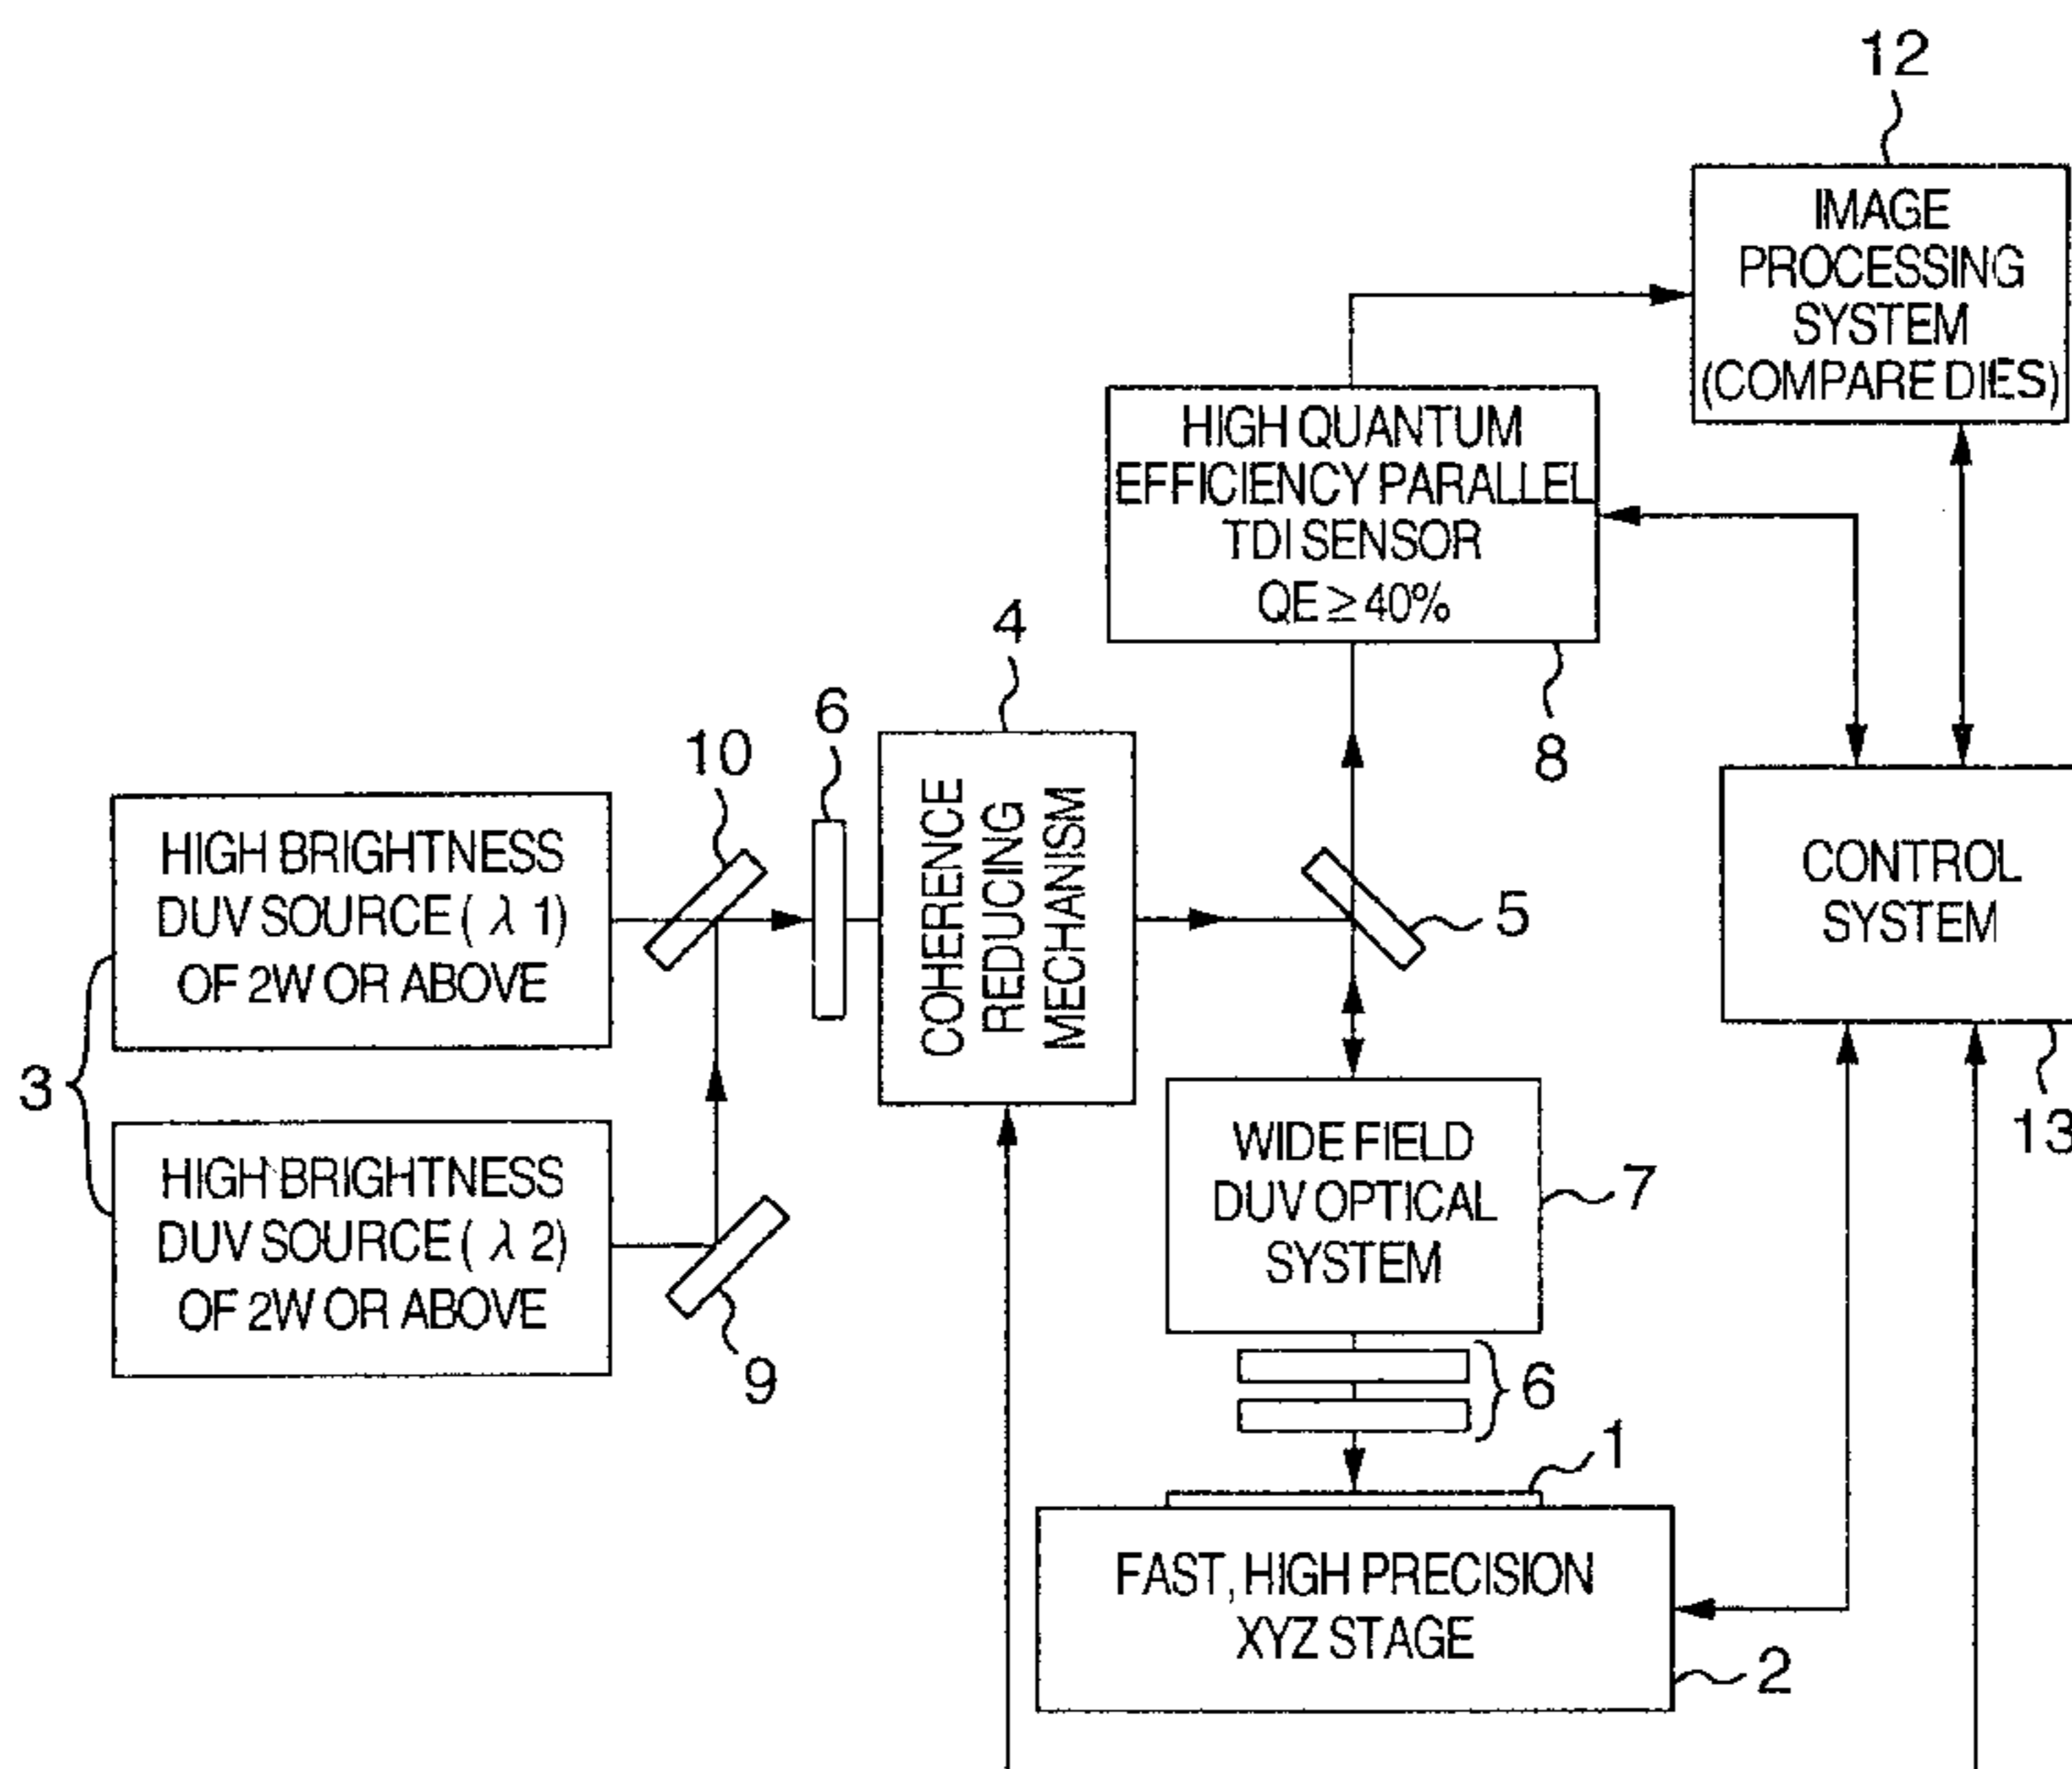 12
IMAGE
PROCESSING
SYSTEM
(COMPARE DIES)
HIGH QUANTUM
EFFICIENCY PARALLEL
TDI SENSOR
QE ≥ 40%
8
4
6
10
COHERENCE
REDUCING
MECHANISM
5
CONTROL
SYSTEM
13
HIGH BRIGHTNESS
DUV SOURCE ( λ 1)
OF 2W OR ABOVE
3
HIGH BRIGHTNESS
DUV SOURCE ( λ 2)
OF 2W OR ABOVE
9
WIDE FIELD
DUV OPTICAL
SYSTEM
7
6
1
FAST, HIGH PRECISION
XYZ STAGE
2